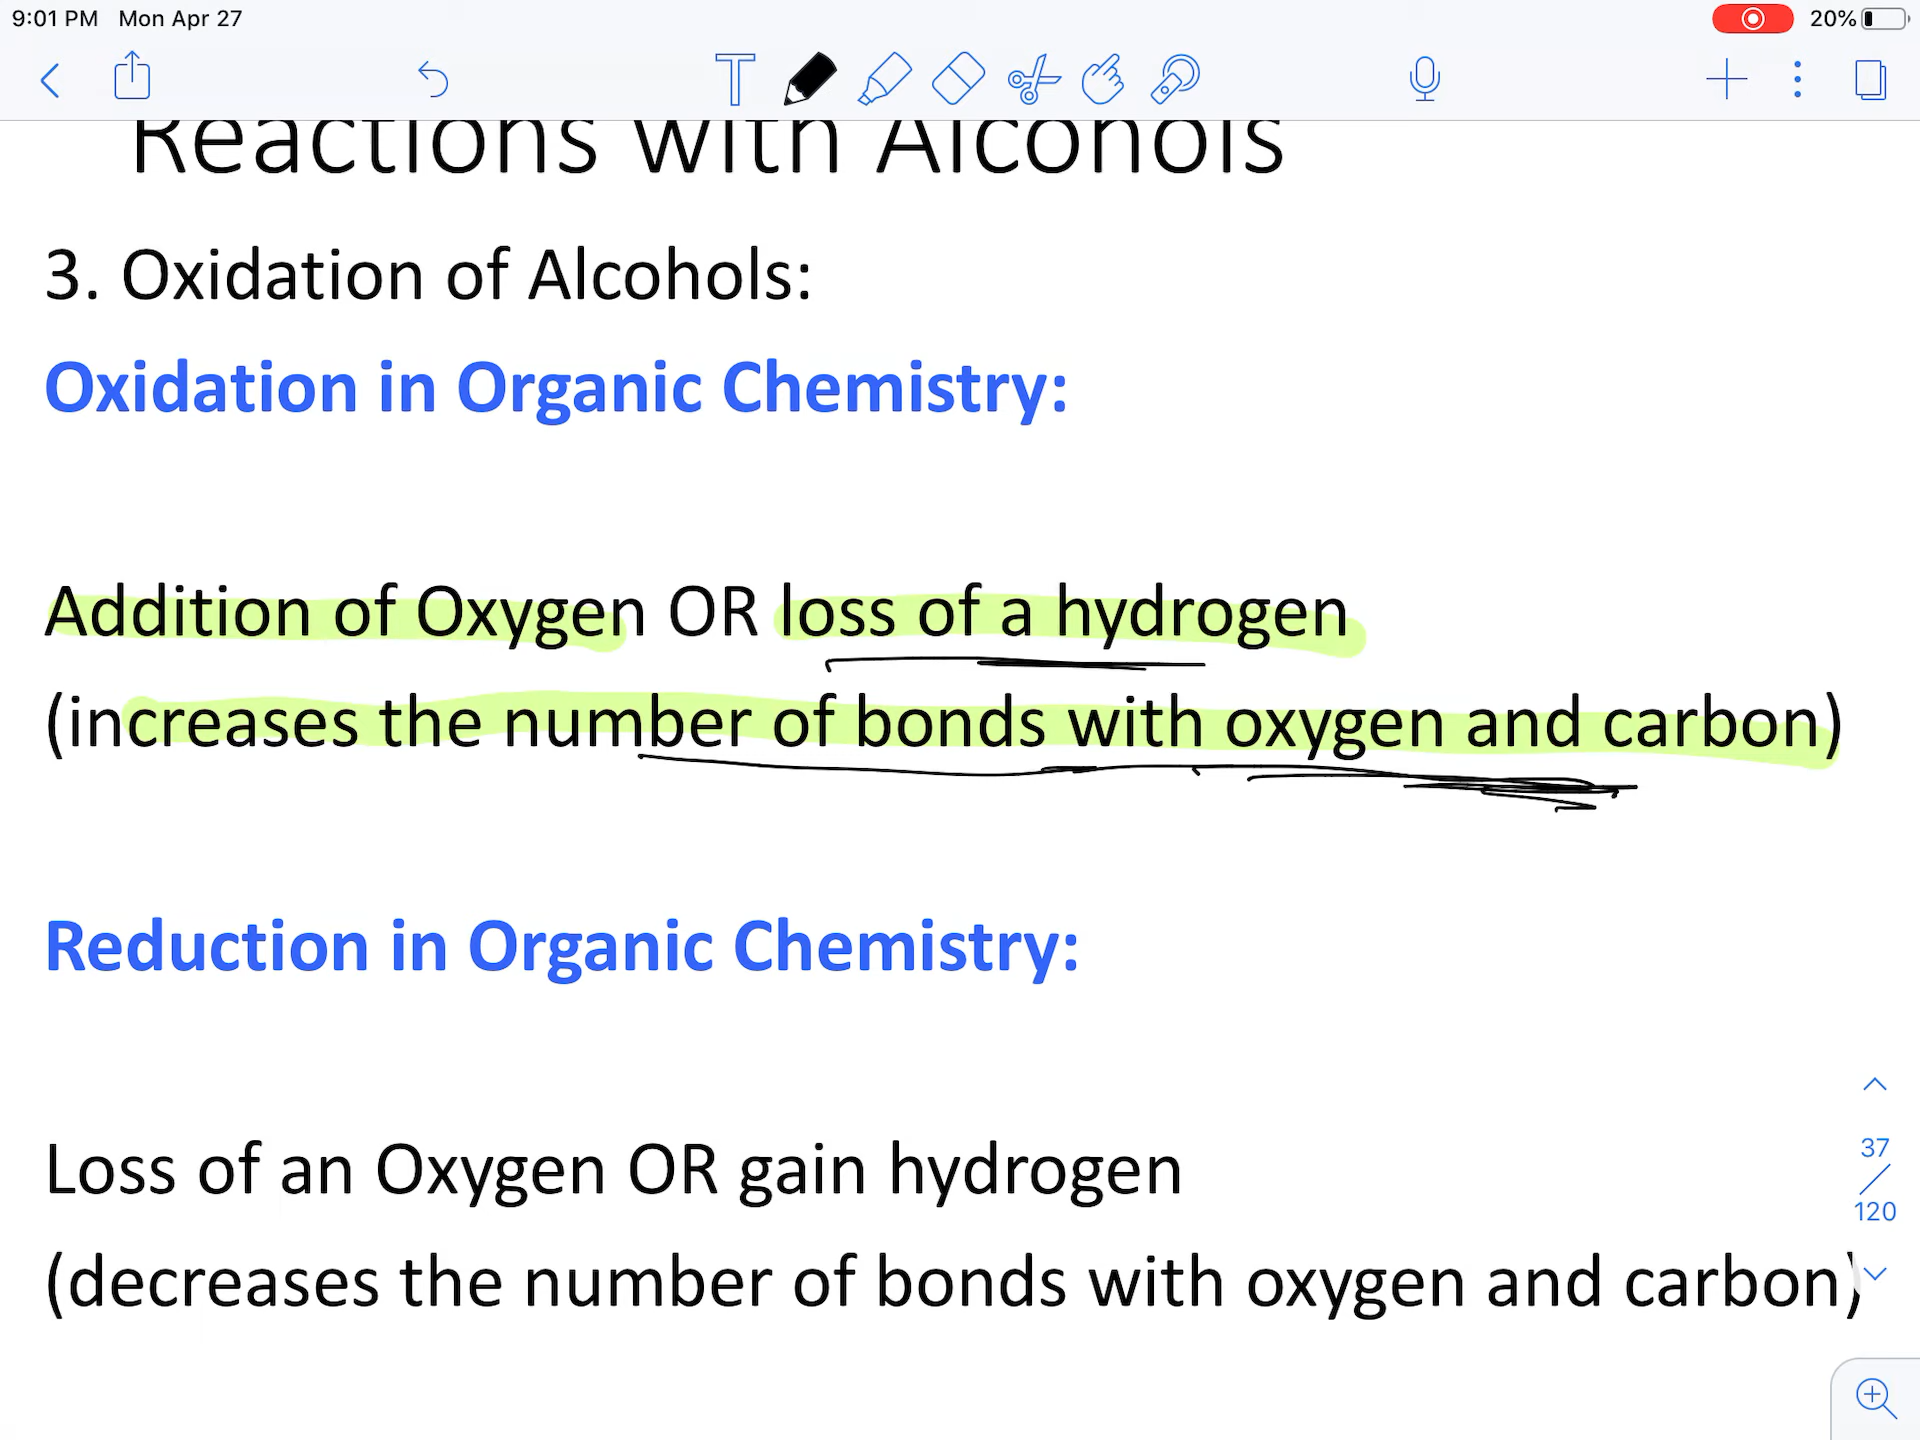 9:01 PM Mon Apr 27
20%
T
Reactions with Alcohols
3. Oxidation of Alcohols:
Oxidation in Organic Chemistry:
Addition of Oxygen OR loss of a hydrogen
(increases the number of bonds with oxygen and carbon)
Reduction in Organic Chemistry:
Loss of an Oxygen OR gain hydrogen
(decreases the number of bonds with oxygen and carbon)
37
/
120